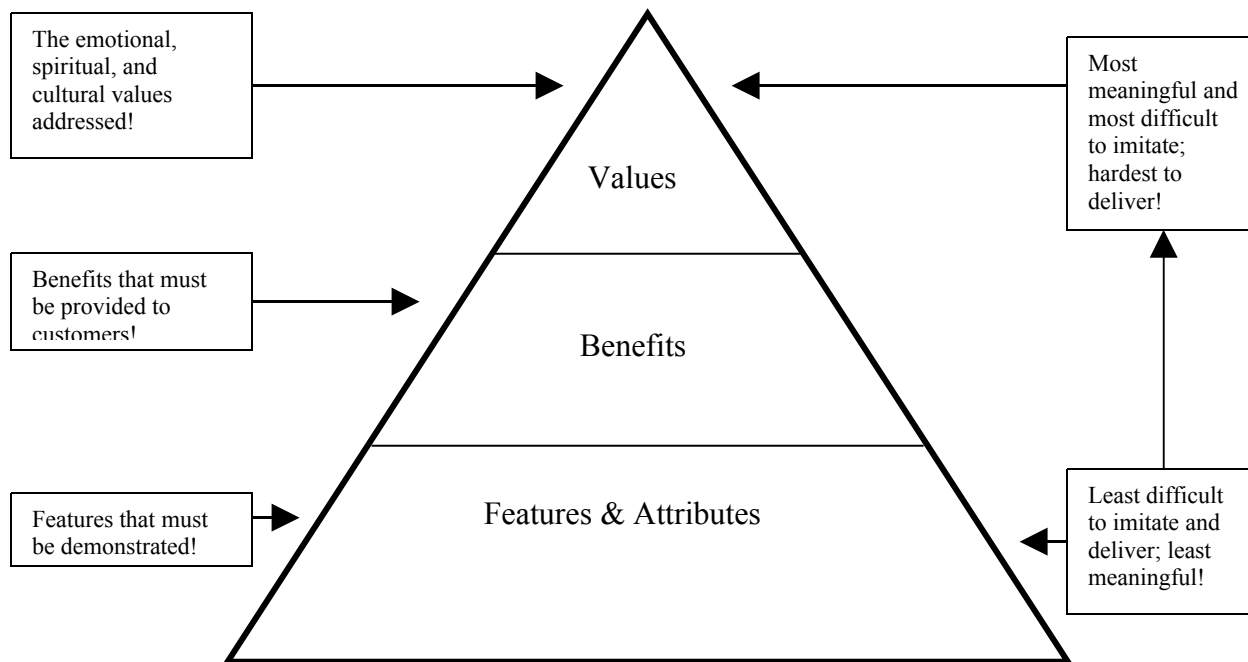 The emotional,
spiritual, and
cultural values
addressed!
Most
meaningful and
most difficult
to imitate;
hardest to
deliver!
Values
Benefits that must
be provided to
customers!
Benefits
Features that must
be demonstrated!
Features & Attributes
Least difficult
to imitate and
deliver; least
meaningful!